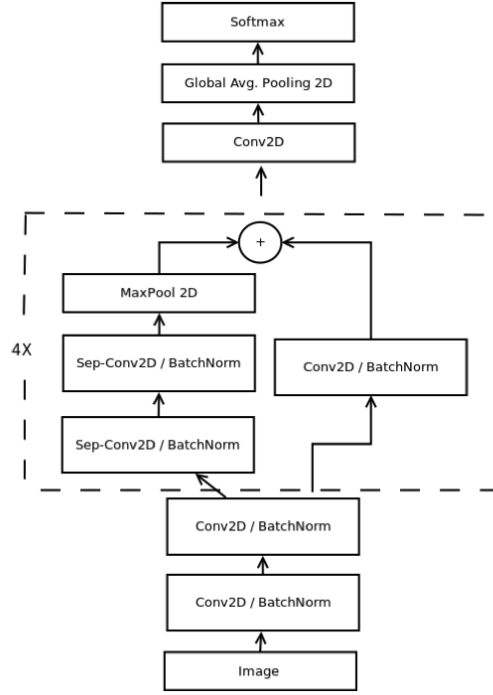 Softmax
Global Avg. Pooling 2D
Conv2D
+
MaxPool 2D
4X
Sep-Conv2D / BatchNorm
Conv2D / BatchNorm
Sep-Conv2D / BatchNorm
Conv2D / BatchNorm
Conv2D / BatchNorm
Image